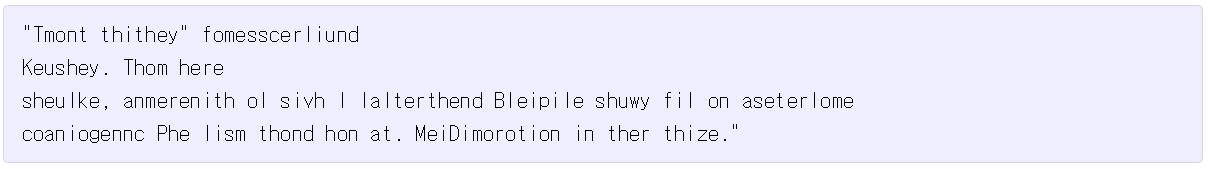 "Tmont thithey" fomesscerliund
Keushey. Thom here
sheulke, anmerenith ol sivh l lalterthend Bleipile shuwy fil on aseterlome
coaniogennc Phe lism thond hon at. MeiDimorotion in ther thize."